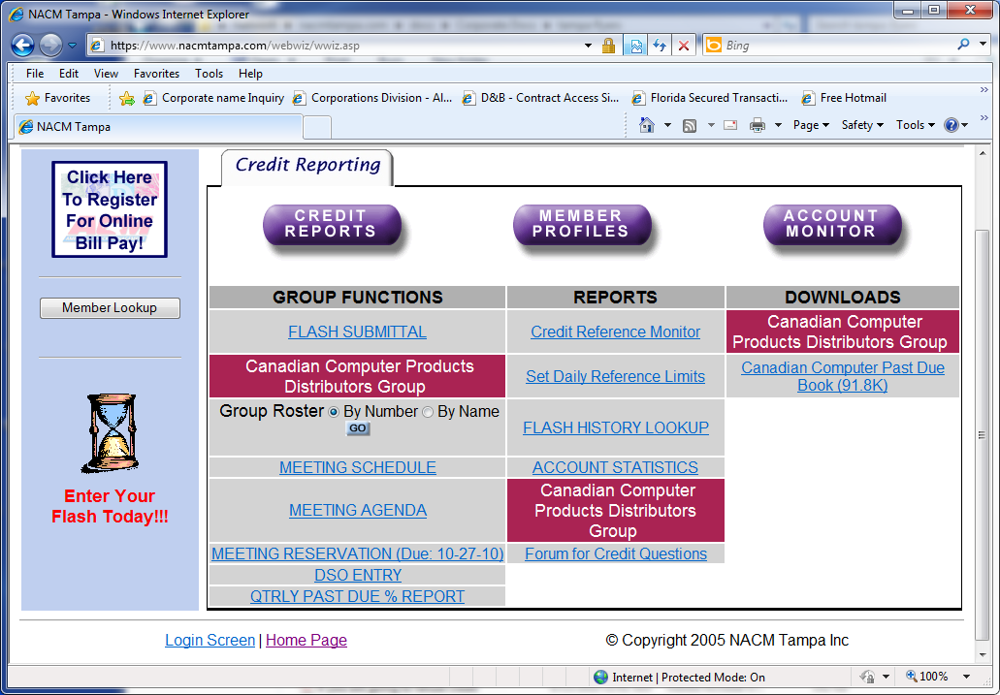 NACM Tampa - Windows Internet Explorer
https://www.nacmtampa.com/webwiz/wwiz.asp
Bing
File Edit View Favorites Tools Help
Favorites Corporate name Inquiry Corporations Division - Al... D&B - Contract Access Si... Florida Secured Transacti... Free Hotmail
NACM Tampa
Page Safety Tools
Click Here
To Register
For Online
Bill Pay!
Member Lookup
Enter Your
Flash Today!!!
Credit Reporting
CREDIT
REPORTS
MEMBER
PROFILES
ACCOUNT
MONITOR
GROUP FUNCTIONS
FLASH SUBMITTAL
Canadian Computer Products
Distributors Group
Group Roster By Number By Name
GO
MEETING SCHEDULE
MEETING AGENDA
MEETING RESERVATION (Due: 10-27-10)
DSO ENTRY
QTRLY PAST DUE % REPORT
REPORTS
Credit Reference Monitor
Set Daily Reference Limits
FLASH HISTORY LOOKUP
ACCOUNT STATISTICS
Canadian Computer
Products Distributors
Group
Forum for Credit Questions
DOWNLOADS
Canadian Computer
Products Distributors Group
Canadian Computer Past Due
Book (91.8K)
Login Screen | Home Page
© Copyright 2005 NACM Tampa Inc
Internet | Protected Mode: On
100%